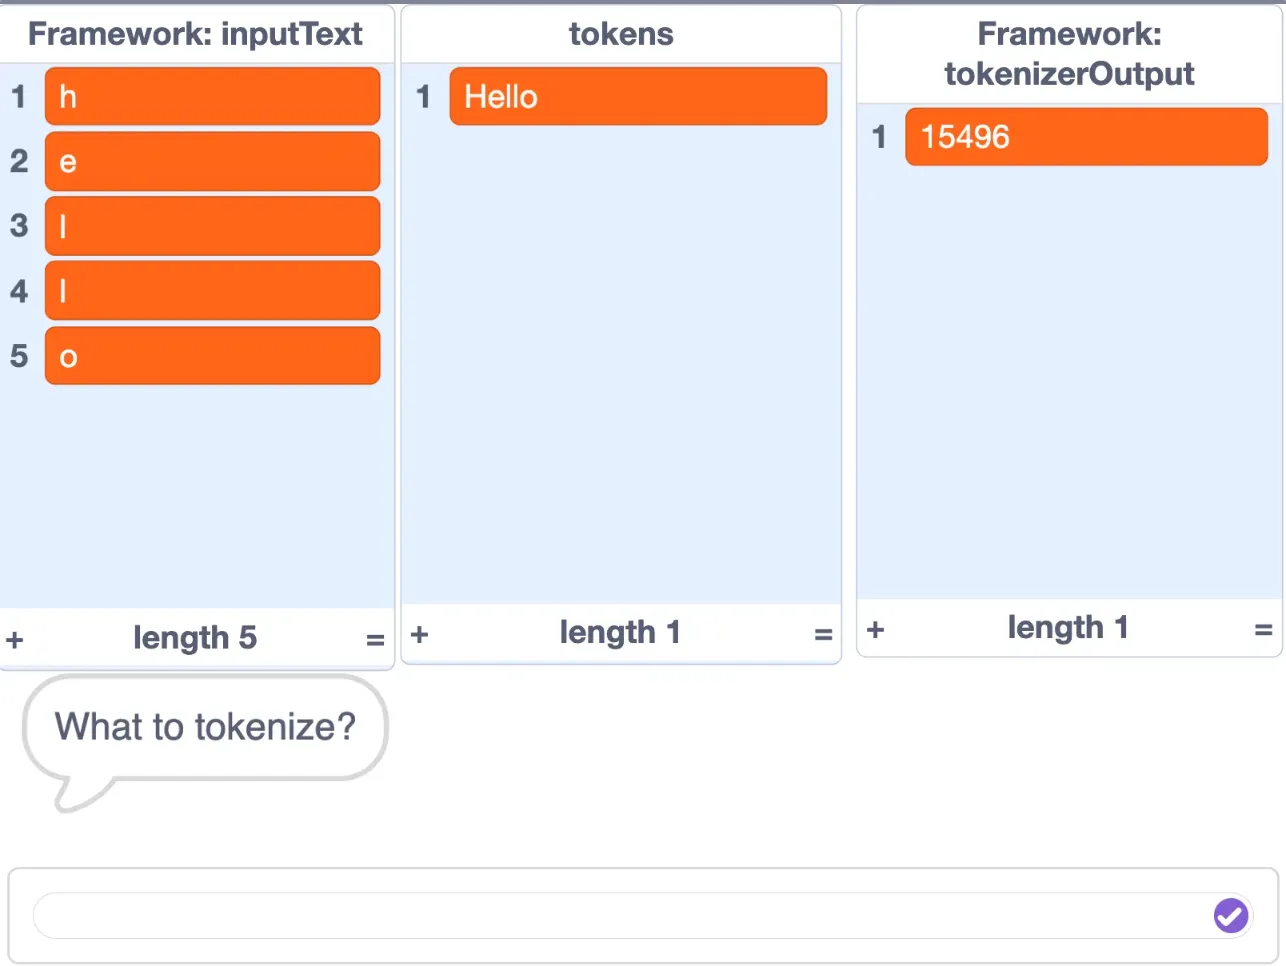 Framework: inputText
1 h
2 e
3 l
4 l
5 o
+ length 5 =
tokens
1 Hello
+ length 1 =
Framework:
tokenizerOutput
1 15496
+ length 1 =
What to tokenize?